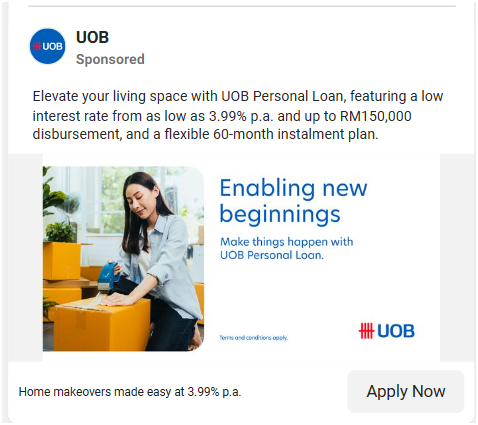 UOB
UOB
Sponsored
Elevate your living space with UOB Personal Loan, featuring a low
interest rate from as low as 3.99% p.a. and up to RM150,000
disbursement, and a flexible 60-month instalment plan.
Enabling new
beginnings
Make things happen with
UOB Personal Loan.
Terms and conditions apply.
UOB
Home makeovers made easy at 3.99% p.a.
Apply Now